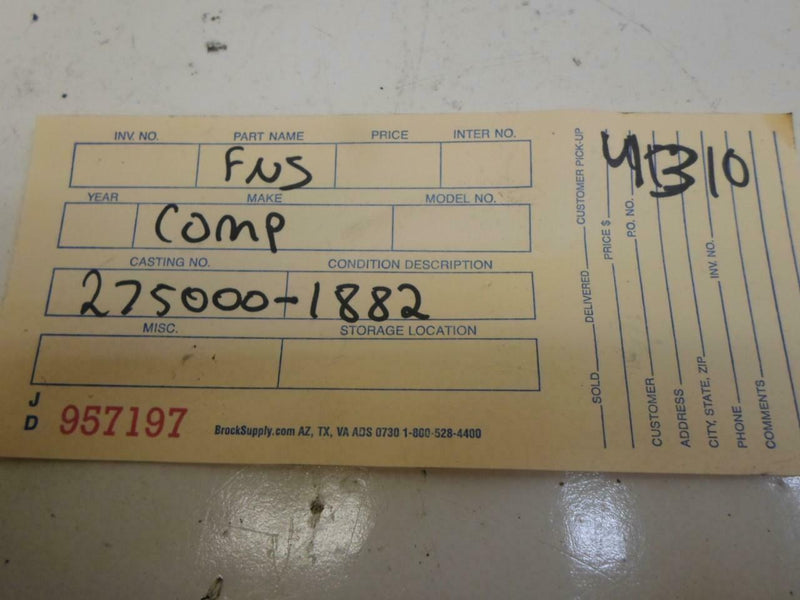 INV. NO. PART NAME PRICE INTER NO.
FNS
YEAR MAKE MODEL NO.
COMP
CASTING NO. CONDITION DESCRIPTION
275000-1882
MISC. STORAGE LOCATION
J
D 957197 BrockSupply.com AZ, TX, VA ADS 0730 1-800-528-4400
SOLD DELIVERED CUSTOMER PICK-UP
PRICE $
P.O. NO.
CUSTOMER
ADDRESS
CITY, STATE, ZIP INV. NO.
PHONE
COMMENTS